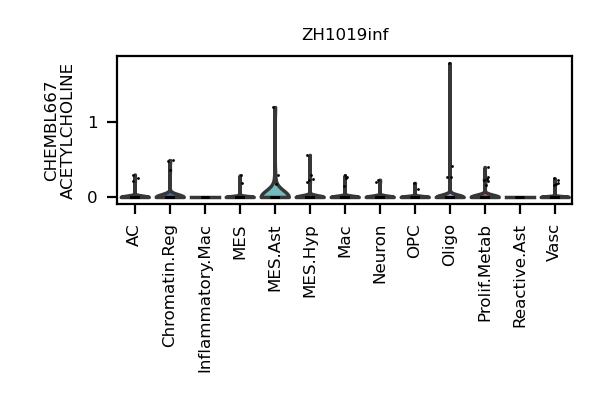 ZH1019inf
CHEMBL667
ACETYLCHOLINE
1
0
AC
Chromatin.Reg
Inflammatory.Mac
MES
MES.Ast
MES.Hyp
Mac
Neuron
OPC
Oligo
Prolif.Metab
Reactive.Ast
Vasc